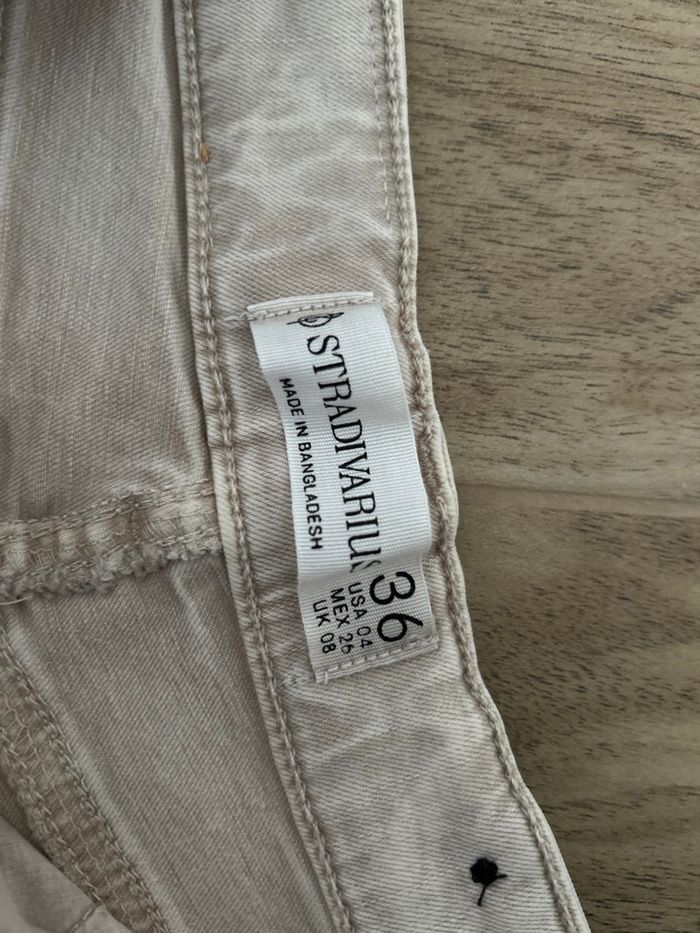 STRADIVARIUS
MADE IN BANGLADESH
36
USA 04
MEX 26
UK 08